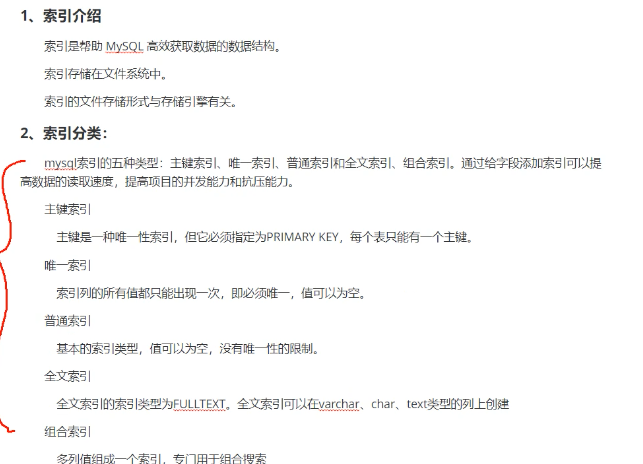 1、索引介绍
索引是帮助 MySQL 高效获取数据的数据结构。
索引存储在文件系统中。
索引的文件存储形式与存储引擎有关。
2、索引分类：
mysql索引的五种类型：主键索引、唯一索引、普通索引和全文索引、组合索引。通过给字段添加索引可以提
高数据的读取速度，提高项目的并发能力和抗压能力。
主键索引
主键是一种唯一性索引，但它必须指定为PRIMARY KEY，每个表只能有一个主键。
唯一索引
索引列的所有值都只能出现一次，即必须唯一，值可以为空。
普通索引
基本的索引类型，值可以为空，没有唯一性的限制。
全文索引
全文索引的索引类型为FULLTEXT。全文索引可以在varchar、char、text类型的列上创建
组合索引
多列值组成一个索引，专门用于组合搜索